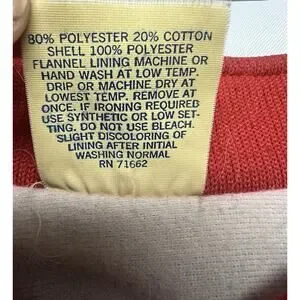 80% POLYESTER 20% COTTON
SHELL 100% POLYESTER
FLANNEL LINING MACHINE OR
HAND WASH AT LOW TEMP.
DRIP OR MACHINE DRY AT
LOWEST TEMP. REMOVE AT
ONCE. IF IRONING REQUIRED
USE SYNTHETIC OR LOW SET-
TING. DO NOT USE BLEACH.
SLIGHT DISCOLORING OF
LINING AFTER INITIAL
WASHING NORMAL
RN 71662